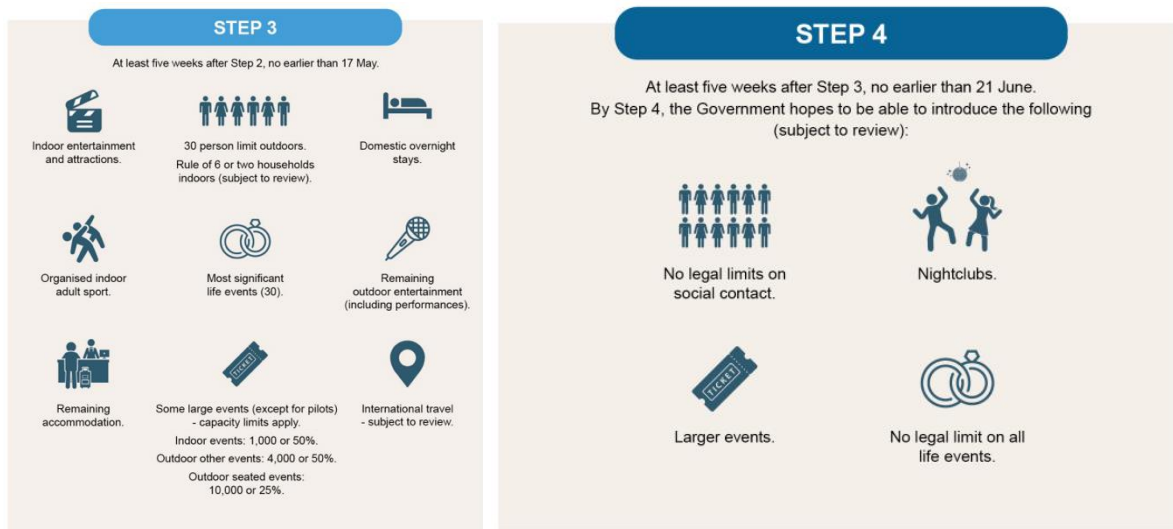 STEP 3
At least five weeks after Step 2, no earlier than 17 May.
Indoor entertainment
and attractions.
30 person limit outdoors.
Rule of 6 or two households
indoors (subject to review).
Domestic overnight
stays.
Organised indoor
adult sport.
Most significant
life events (30).
Remaining
outdoor entertainment
(including performances).
TICKET
Remaining
accommodation.
Some large events (except for pilots)
- capacity limits apply.
Indoor events: 1,000 or 50%.
Outdoor other events: 4,000 or 50%.
Outdoor seated events:
10,000 or 25%.
International travel
- subject to review.
STEP 4
At least five weeks after Step 3, no earlier than 21 June.
By Step 4, the Government hopes to be able to introduce the following
(subject to review):
No legal limits on
social contact.
Nightclubs.
TICKET
Larger events.
No legal limit on all
life events.